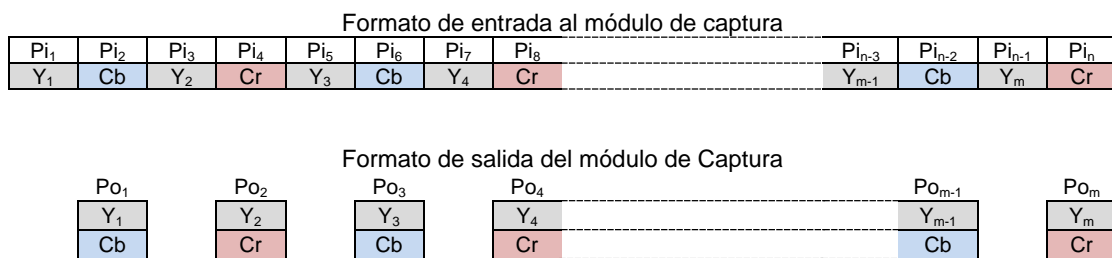 Formato de entrada al módulo de captura
Pi1 Pi2 Pi3 Pi4 Pi5 Pi6 Pi7 Pi8 Pin-3 Pin-2 Pin-1 Pin
Y1 Cb Y2 Cr Y3 Cb Y4 Cr Ym-1 Cb Ym Cr
Formato de salida del módulo de Captura
Po1 Po2 Po3 Po4 Pom-1 Pom
Y1 Y2 Y3 Y4 Ym-1 Ym
Cb Cr Cb Cr Cb Cr